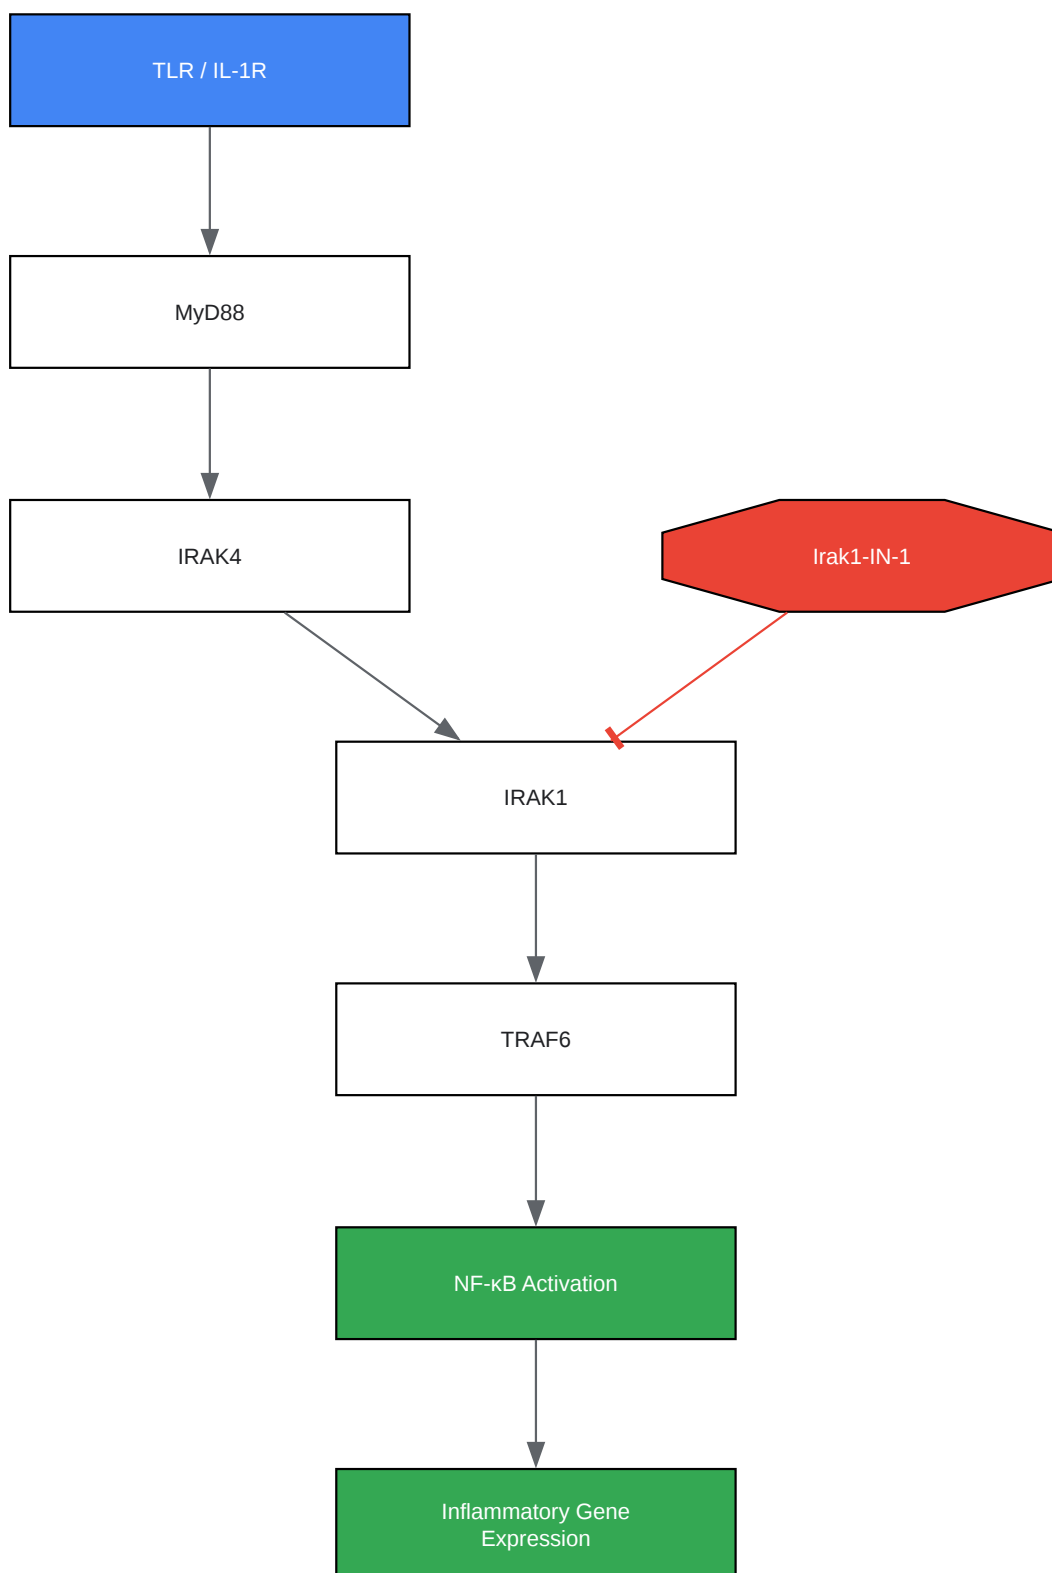 TLR / IL-1R
MyD88
IRAK4
Irak1-IN-1
IRAK1
TRAF6
NF-κB Activation
Inflammatory Gene
Expression